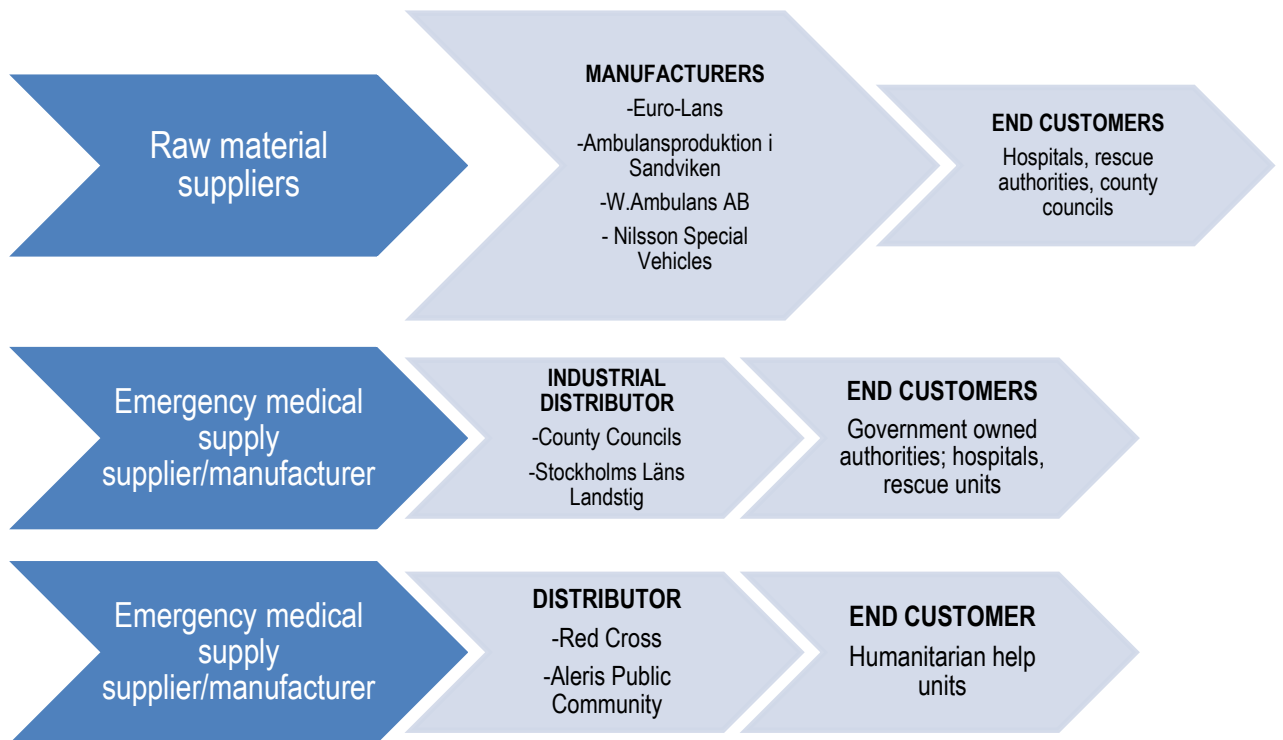 Raw material
suppliers
MANUFACTURERS
-Euro-Lans
-Ambulansproduktion i
Sandviken
-W.Ambulans AB
- Nilsson Special
Vehicles
END CUSTOMERS
Hospitals, rescue
authorities, county
councils
Emergency medical
supply
supplier/manufacturer
INDUSTRIAL
DISTRIBUTOR
-County Councils
-Stockholms Läns
Landstig
END CUSTOMERS
Government owned
authorities; hospitals,
rescue units
Emergency medical
supply
supplier/manufacturer
DISTRIBUTOR
-Red Cross
-Aleris Public
Community
END CUSTOMER
Humanitarian help
units